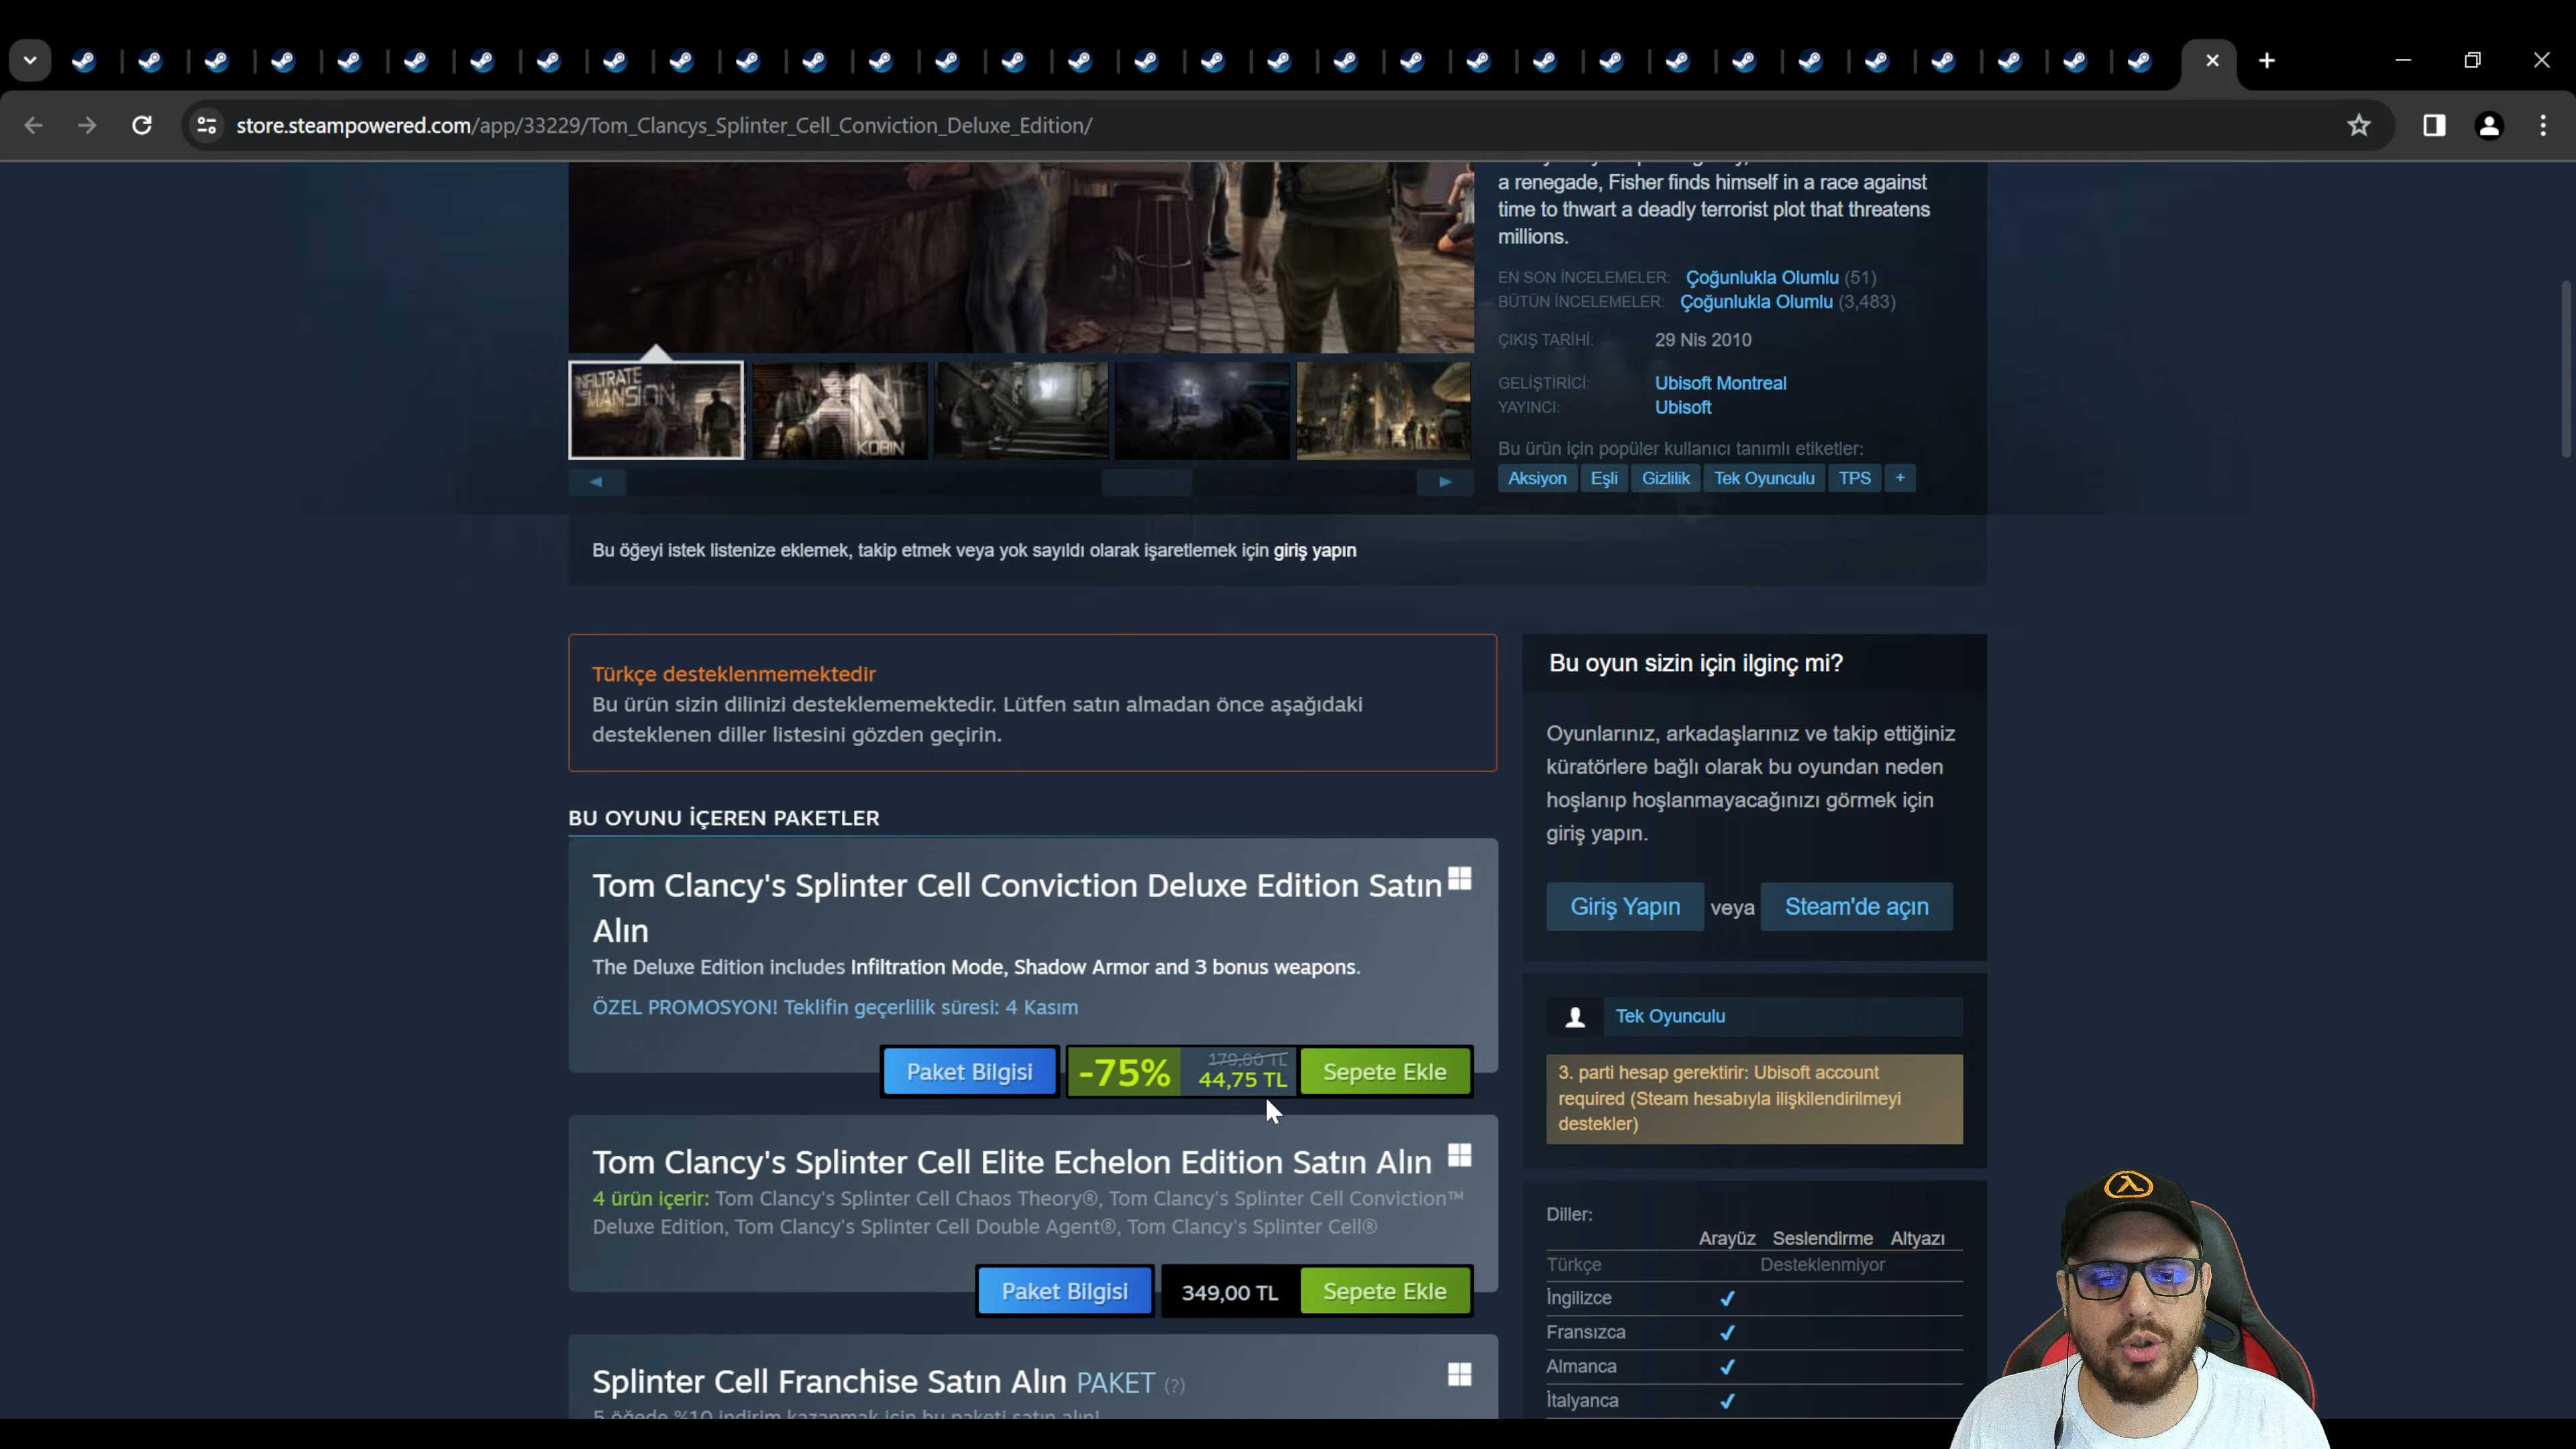 store.steampowered.com/app/33229/Tom_Clancys_Splinter_Cell_Conviction_Deluxe_Edition/
a renegade, Fisher finds himself in a race against
time to thwart a deadly terrorist plot that threatens
millions.
EN SON İNCELEMELER: Çoğunlukla Olumlu (51)
BÜTÜN İNCELEMELER: Çoğunlukla Olumlu (3,483)
ÇIKIŞ TARİHİ: 29 Nis 2010
GELİŞTİRİCİ: Ubisoft Montreal
YAYINCI: Ubisoft
Bu ürün için popüler kullanıcı tanımlı etiketler:
Aksiyon Eşli Gizlilik Tek Oyunculu TPS +
INFILTRATE
MANSION
KOBIN
Bu öğeyi istek listenize eklemek, takip etmek veya yok sayıldı olarak işaretlemek için giriş yapın
Türkçe desteklenmemektedir
Bu ürün sizin dilinizi desteklememektedir. Lütfen satın almadan önce aşağıdaki
desteklenen diller listesini gözden geçirin.
BU OYUNU İÇEREN PAKETLER
Tom Clancy's Splinter Cell Conviction Deluxe Edition Satın
Alın
The Deluxe Edition includes Infiltration Mode, Shadow Armor and 3 bonus weapons.
ÖZEL PROMOSYON! Teklifin geçerlilik süresi: 4 Kasım
Paket Bilgisi -75% 179,00 TL 44,75 TL Sepete Ekle
Tom Clancy's Splinter Cell Elite Echelon Edition Satın Alın
4 ürün içerir: Tom Clancy's Splinter Cell Chaos Theory®, Tom Clancy's Splinter Cell Conviction™
Deluxe Edition, Tom Clancy's Splinter Cell Double Agent®, Tom Clancy's Splinter Cell®
Paket Bilgisi 349,00 TL Sepete Ekle
Splinter Cell Franchise Satın Alın PAKET (?)
5 öğede %10 indirim kazanmak için bu paketi satın alın!
Bu oyun sizin için ilginç mi?
Oyunlarınız, arkadaşlarınız ve takip ettiğiniz
küratörlere bağlı olarak bu oyundan neden
hoşlanıp hoşlanmayacağınızı görmek için
giriş yapın.
Giriş Yapın veya Steam'de açın
Tek Oyunculu
3. parti hesap gerektirir: Ubisoft account
required (Steam hesabıyla ilişkilendirilmeyi
destekler)
Diller:
Arayüz Seslendirme Altyazı
Türkçe Desteklenmiyor
İngilizce ✔
Fransızca ✔
Almanca ✔
İtalyanca ✔